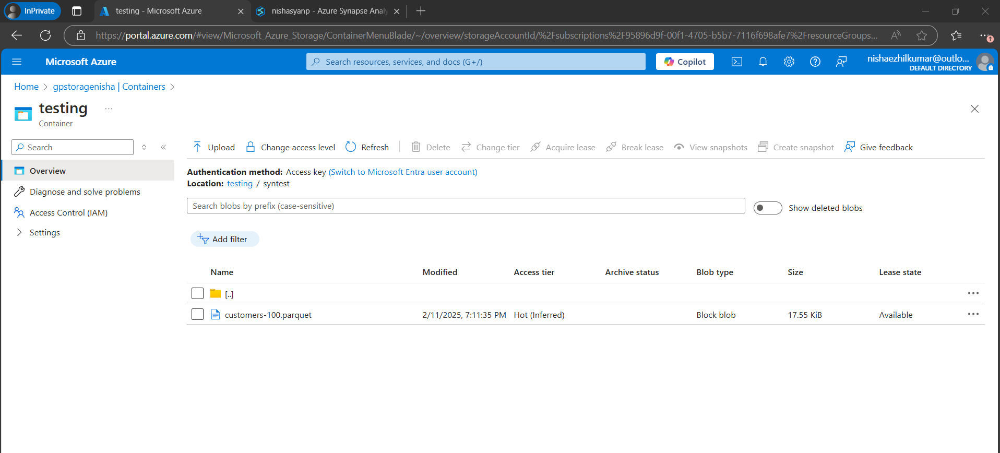 InPrivate
testing - Microsoft Azure
nishasyanp - Azure Synapse Analy
https://portal.azure.com/#view/Microsoft_Azure_Storage/ContainerMenuBlade/~/overview/storageAccountId/%2Fsubscriptions%2F95896d9f-00f1-4705-b5b7-7116f698afe7%2FresourceGroups...
Microsoft Azure
Search resources, services, and docs (G+/)
Copilot
nishaezhilkumar@outlo...
DEFAULT DIRECTORY
Home > gpstoragenisha | Containers >
testing ...
Container
Search
Overview
Diagnose and solve problems
Access Control (IAM)
Settings
Upload Change access level Refresh Delete Change tier Acquire lease Break lease View snapshots Create snapshot Give feedback
Authentication method: Access key (Switch to Microsoft Entra user account)
Location: testing / syntest
Search blobs by prefix (case-sensitive)
Show deleted blobs
Add filter
Name Modified Access tier Archive status Blob type Size Lease state
[..]
customers-100.parquet 2/11/2025, 7:11:35 PM Hot (Inferred) Block blob 17.55 KiB Available